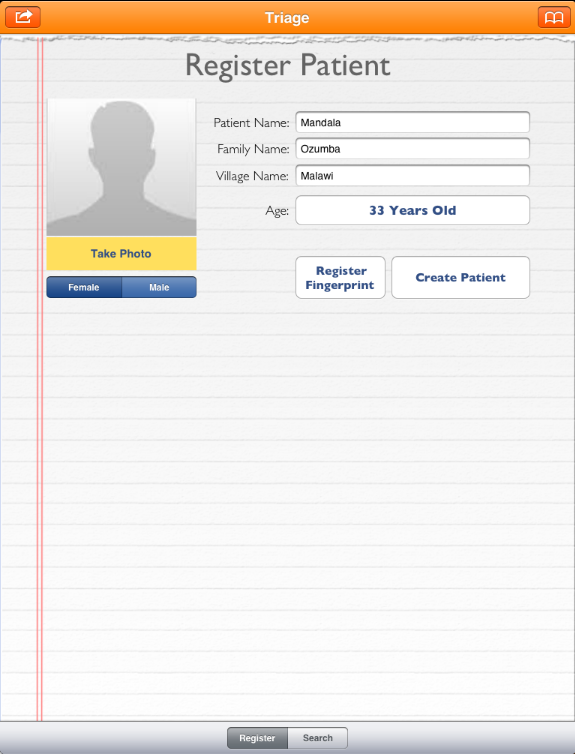 Triage
Register Patient
Patient Name: Mandala
Family Name: Ozumba
Village Name: Malawi
Age: 33 Years Old
Take Photo
Female Male
Register
Fingerprint
Create Patient
Register Search